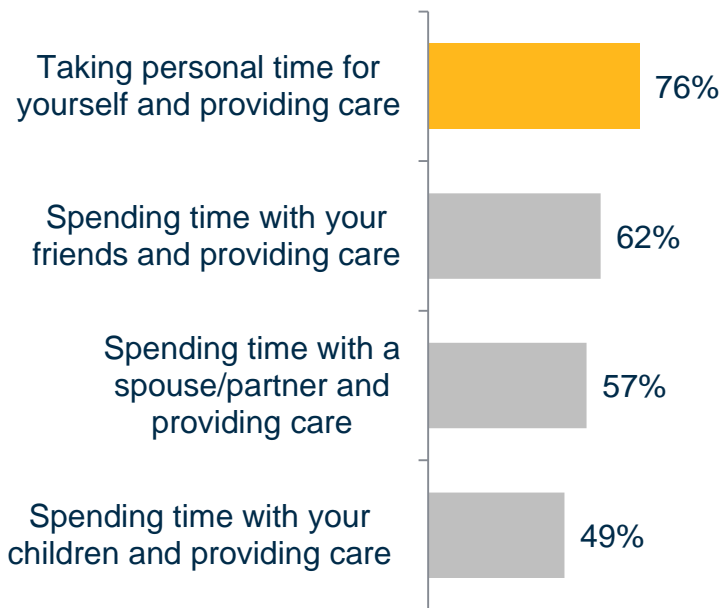 Taking personal time for
yourself and providing care
76%
Spending time with your
friends and providing care
62%
Spending time with a
spouse/partner and
providing care
57%
Spending time with your
children and providing care
49%